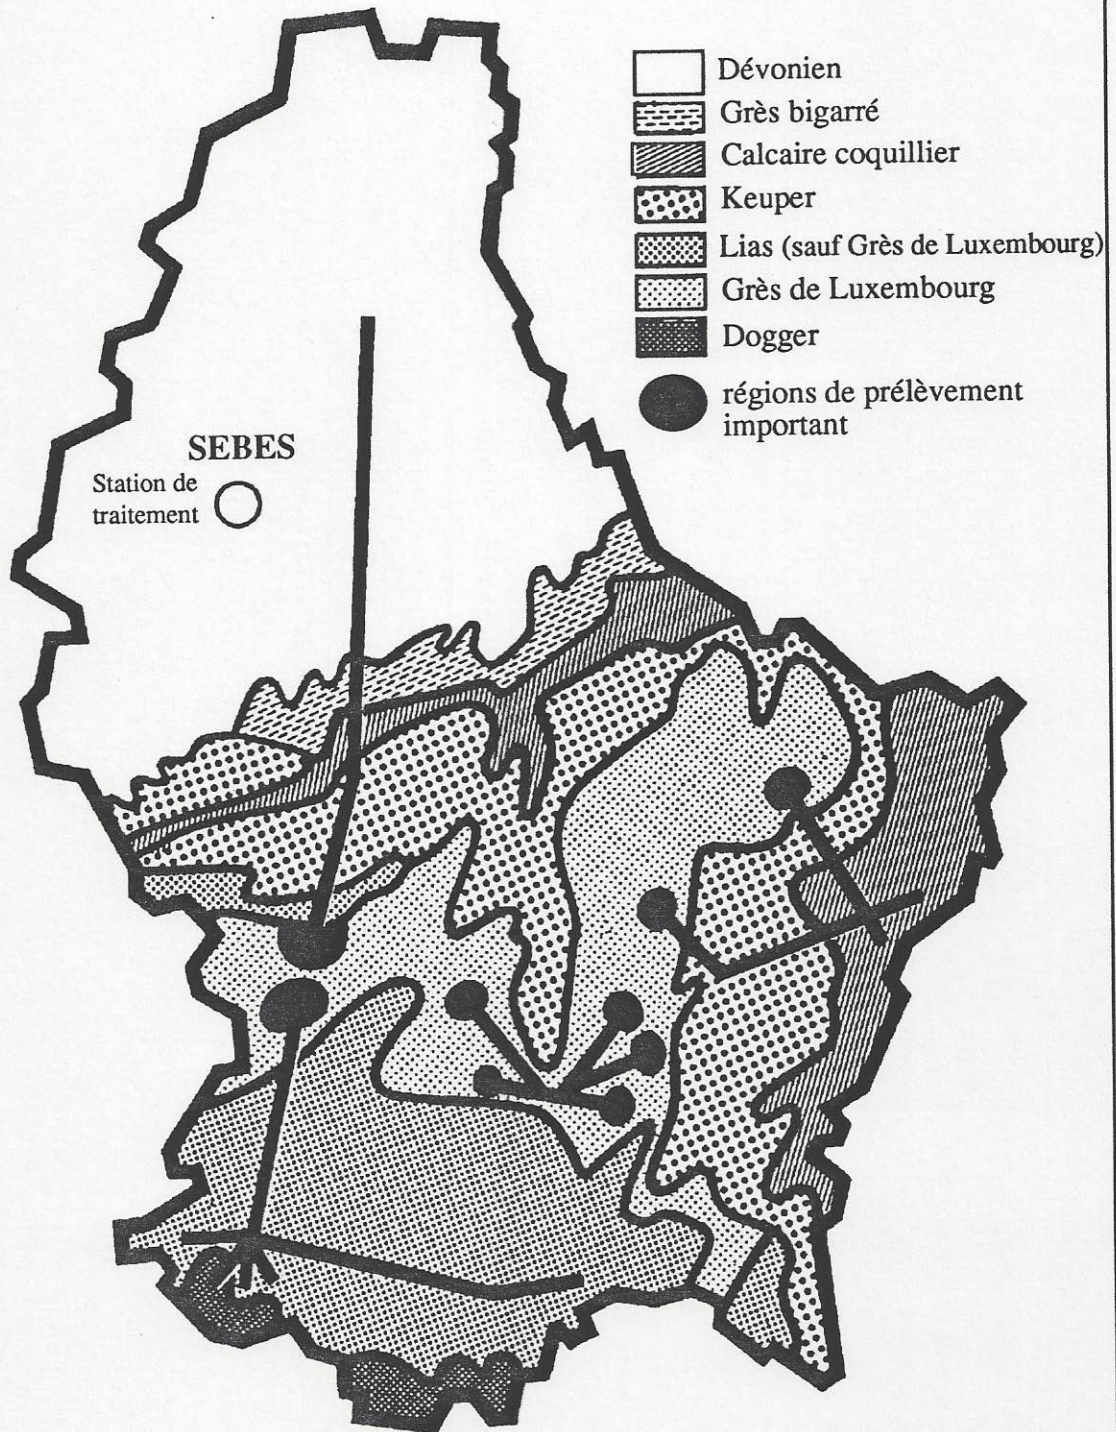 Dévonien
Grès bigarré
Calcaire coquillier
Keuper
Lias (sauf Grès de Luxembourg)
Grès de Luxembourg
Dogger
régions de prélèvement
important
SEBES
Station de
traitement